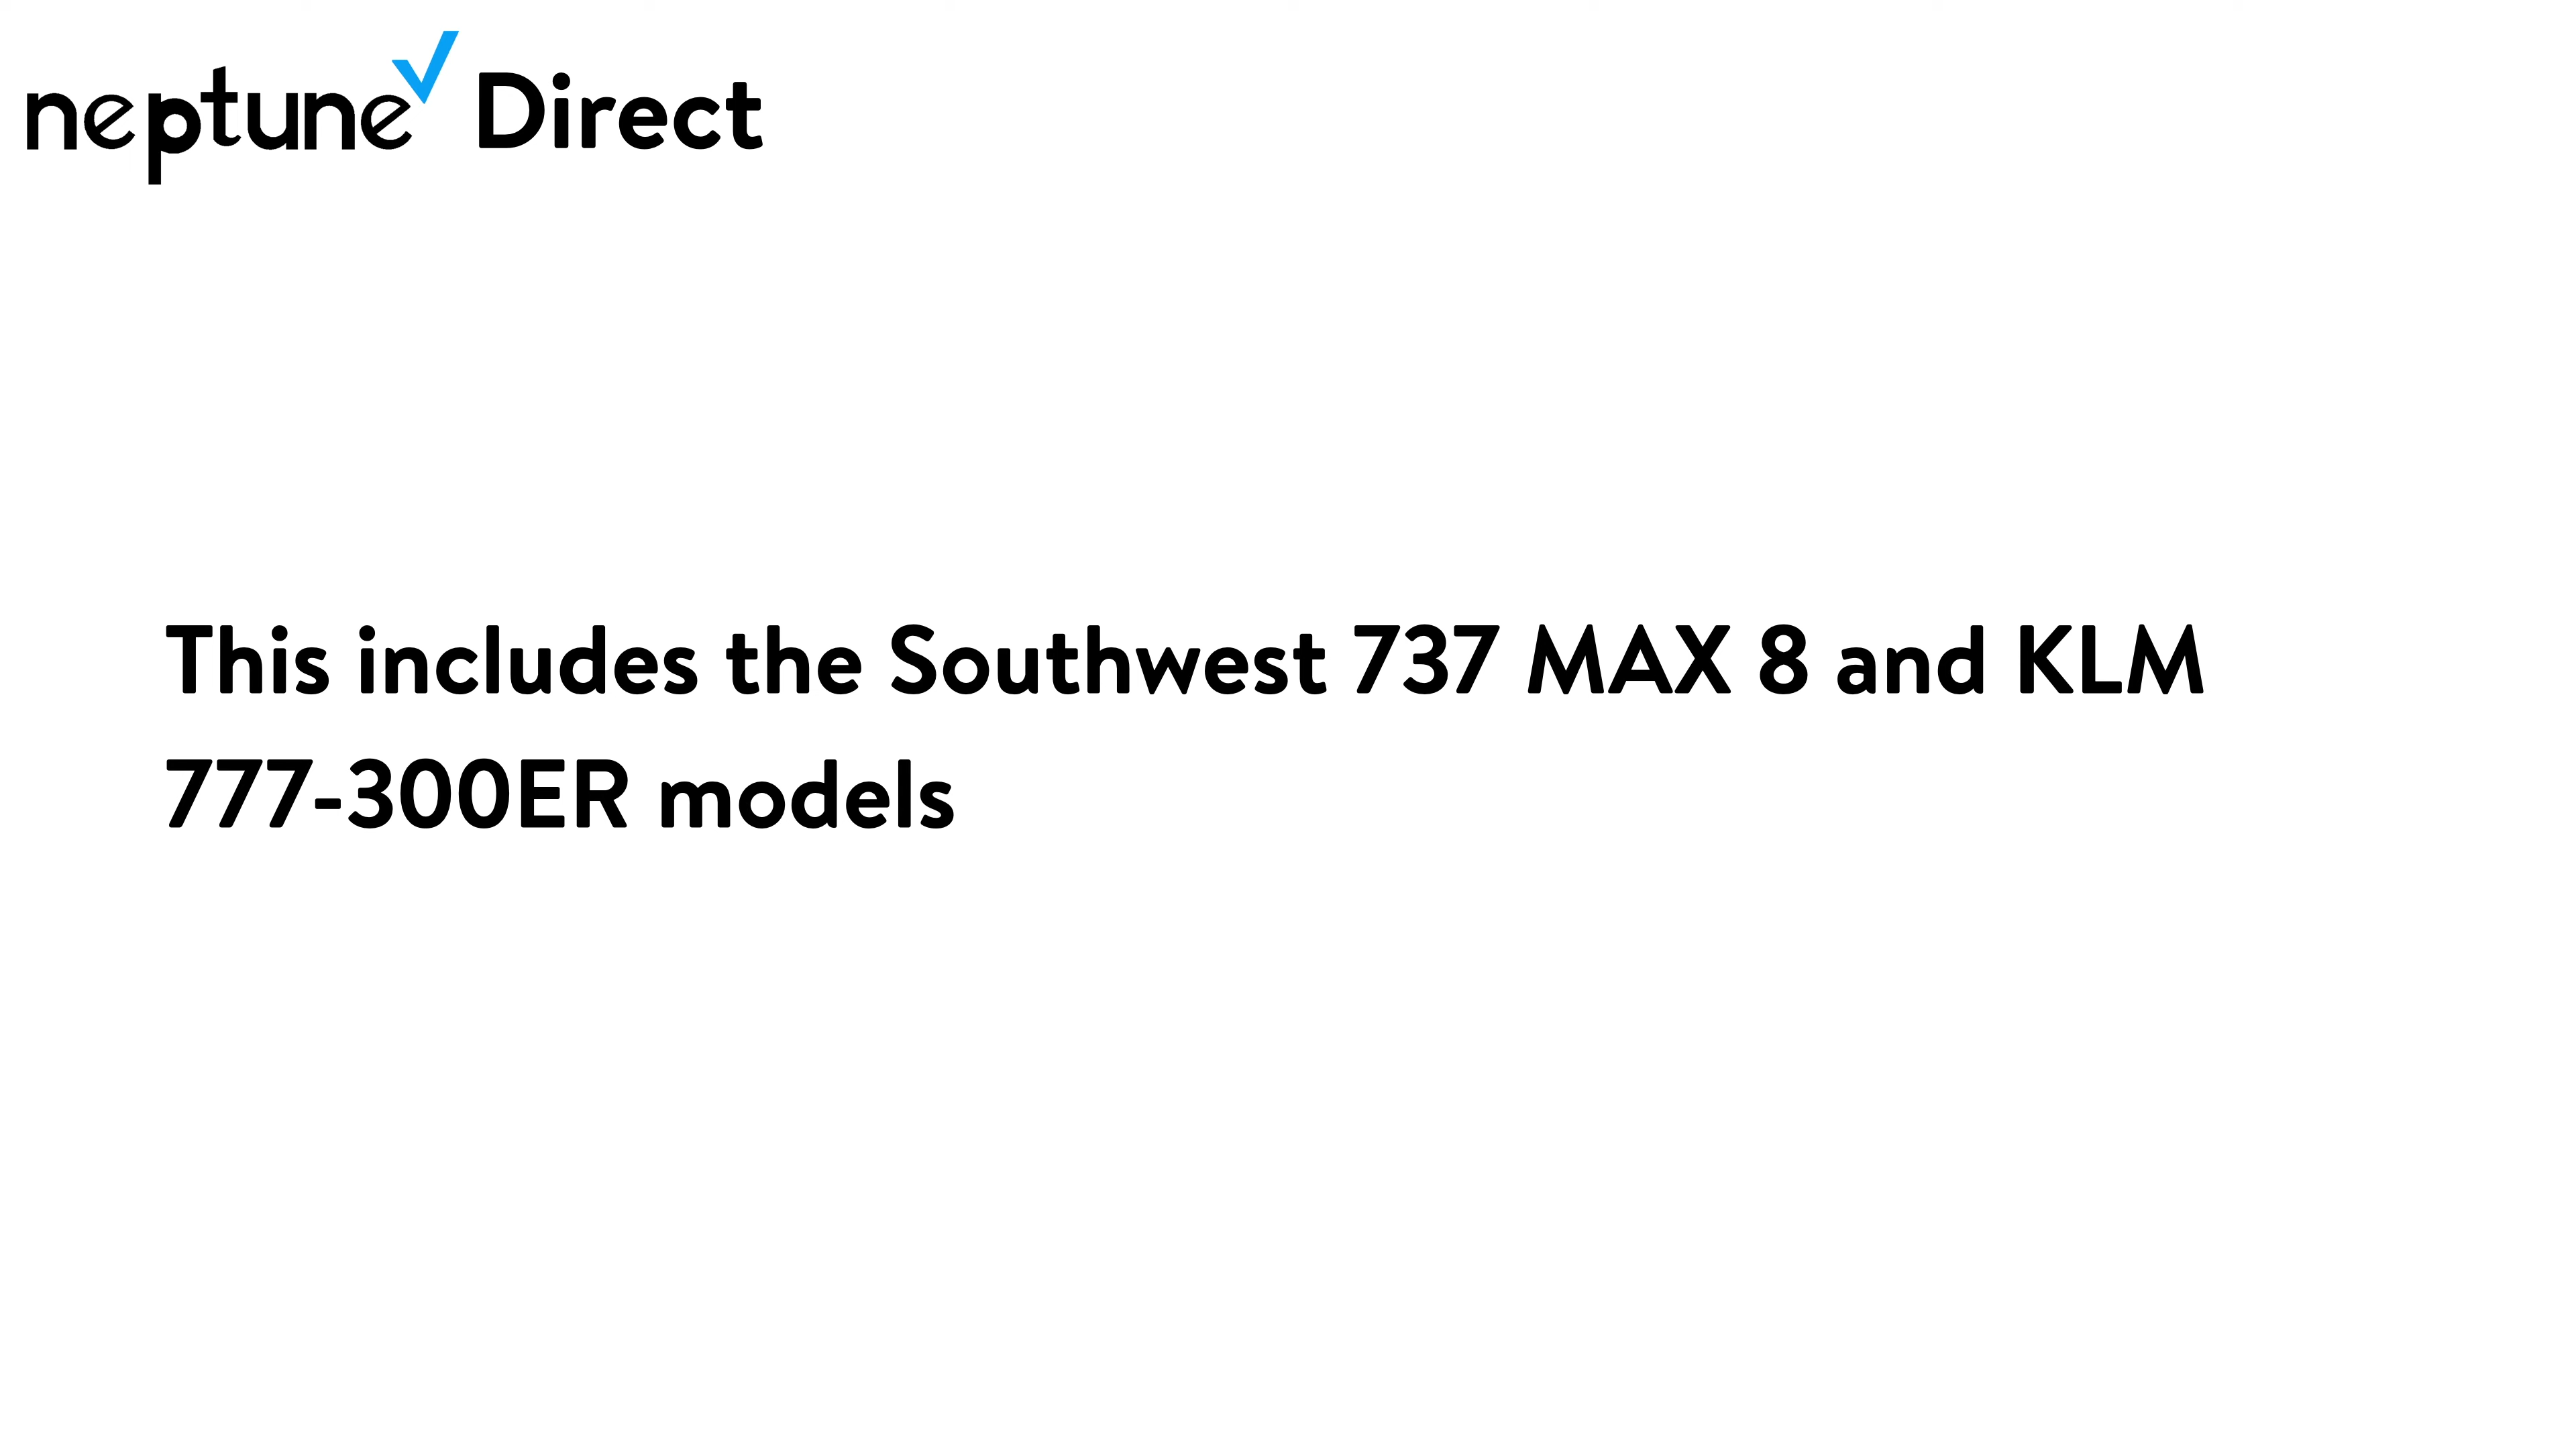 neptune Direct
This includes the Southwest 737 MAX 8 and KLM
777-300ER models